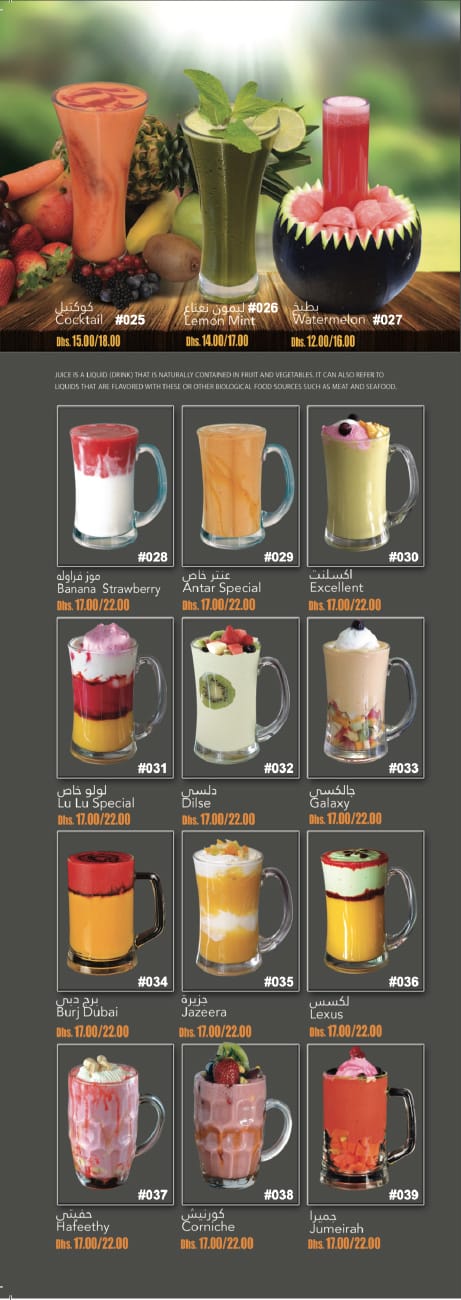 كوكتيل
Cocktail #025
Dhs. 15.00/18.00
ليمون نعناع #026
Lemon Mint
Dhs. 14.00/17.00
بطيخ
Watermelon #027
Dhs. 12.00/16.00
JUICE IS A LIQUID (DRINK) THAT IS NATURALLY CONTAINED IN FRUIT AND VEGETABLES. IT CAN ALSO REFER TO
LIQUIDS THAT ARE FLAVORED WITH THESE OR OTHER BIOLOGICAL FOOD SOURCES SUCH AS MEAT AND SEAFOOD.
#028
موز فراوله
Banana Strawberry
Dhs. 17.00/22.00
#029
عنتر خاص
Antar Special
Dhs. 17.00/22.00
#030
اكسلنت
Excellent
Dhs. 17.00/22.00
#031
لولو خاص
Lu Lu Special
Dhs. 17.00/22.00
#032
دلسي
Dilse
Dhs. 17.00/22.00
#033
جالكسي
Galaxy
Dhs. 17.00/22.00
#034
برج دبي
Burj Dubai
Dhs. 17.00/22.00
#035
جزيرة
Jazeera
Dhs. 17.00/22.00
#036
لكسس
Lexus
Dhs. 17.00/22.00
#037
حفيتي
Hafeethy
Dhs. 17.00/22.00
#038
كورنيش
Corniche
Dhs. 17.00/22.00
#039
جميرا
Jumeirah
Dhs. 17.00/22.00